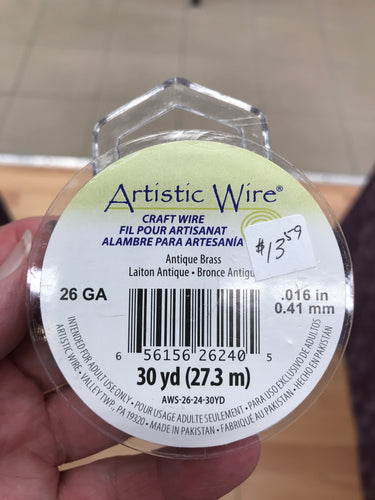 Artistic Wire®
CRAFT WIRE
FIL POUR ARTISANAT
ALAMBRE PARA ARTESANÍA
$13.59
Antique Brass
Laiton Antique • Bronce Antiguo
26 GA
.016 in
0.41 mm
6 56156 26240 5
30 yd (27.3 m)
AWS-26-24-30YD
INTENDED FOR ADULT USE ONLY • POUR USAGE ADULTE SEULEMENT • PARA USO EXCLUSIVO DE ADULTOS
ARTISTIC WIRE • VALLEY TWP., PA 19320 • MADE IN PAKISTAN • FABRIQUÉ AU PAKISTAN • HECHO EN PAKISTÁN